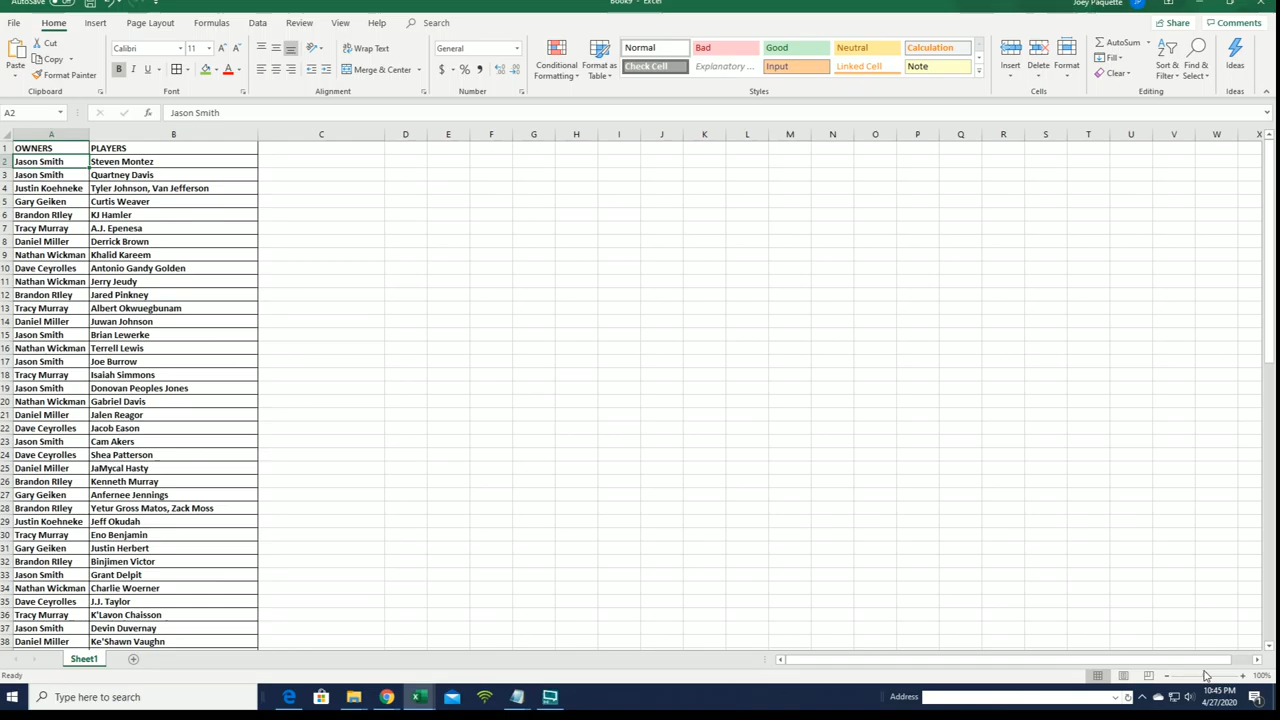 AutoSave Off Book9 - Excel Joey Paquette
File Home Insert Page Layout Formulas Data Review View Help Search Share Comments
Paste Cut Copy Format Painter Clipboard
Calibri 11 B I U Font
Wrap Text Merge & Center Alignment
General $ % Number
Conditional Formatting Format as Table
Normal Bad Good Neutral Calculation
Check Cell Explanatory ... Input Linked Cell Note
Styles
Insert Delete Format Cells
AutoSum Fill Clear Sort & Filter Find & Select Editing
Ideas Ideas
A2 fx Jason Smith
A B C D E F G H I J K L M N O P Q R S T U V W X
1 OWNERS PLAYERS
2 Jason Smith Steven Montez
3 Jason Smith Quartney Davis
4 Justin Koehneke Tyler Johnson, Van Jefferson
5 Gary Geiken Curtis Weaver
6 Brandon RIley KJ Hamler
7 Tracy Murray A.J. Epenesa
8 Daniel Miller Derrick Brown
9 Nathan Wickman Khalid Kareem
10 Dave Ceyrolles Antonio Gandy Golden
11 Nathan Wickman Jerry Jeudy
12 Brandon RIley Jared Pinkney
13 Tracy Murray Albert Okwuegbunam
14 Daniel Miller Juwan Johnson
15 Jason Smith Brian Lewerke
16 Nathan Wickman Terrell Lewis
17 Jason Smith Joe Burrow
18 Tracy Murray Isaiah Simmons
19 Jason Smith Donovan Peoples Jones
20 Nathan Wickman Gabriel Davis
21 Daniel Miller Jalen Reagor
22 Dave Ceyrolles Jacob Eason
23 Jason Smith Cam Akers
24 Dave Ceyrolles Shea Patterson
25 Daniel Miller JaMycal Hasty
26 Brandon RIley Kenneth Murray
27 Gary Geiken Anfernee Jennings
28 Brandon RIley Yetur Gross Matos, Zack Moss
29 Justin Koehneke Jeff Okudah
30 Tracy Murray Eno Benjamin
31 Gary Geiken Justin Herbert
32 Brandon RIley Binjimen Victor
33 Jason Smith Grant Delpit
34 Nathan Wickman Charlie Woerner
35 Dave Ceyrolles J.J. Taylor
36 Tracy Murray K'Lavon Chaisson
37 Jason Smith Devin Duvernay
38 Daniel Miller Ke'Shawn Vaughn
Sheet1
Ready 100%
Type here to search Address 10:45 PM
4/27/2020